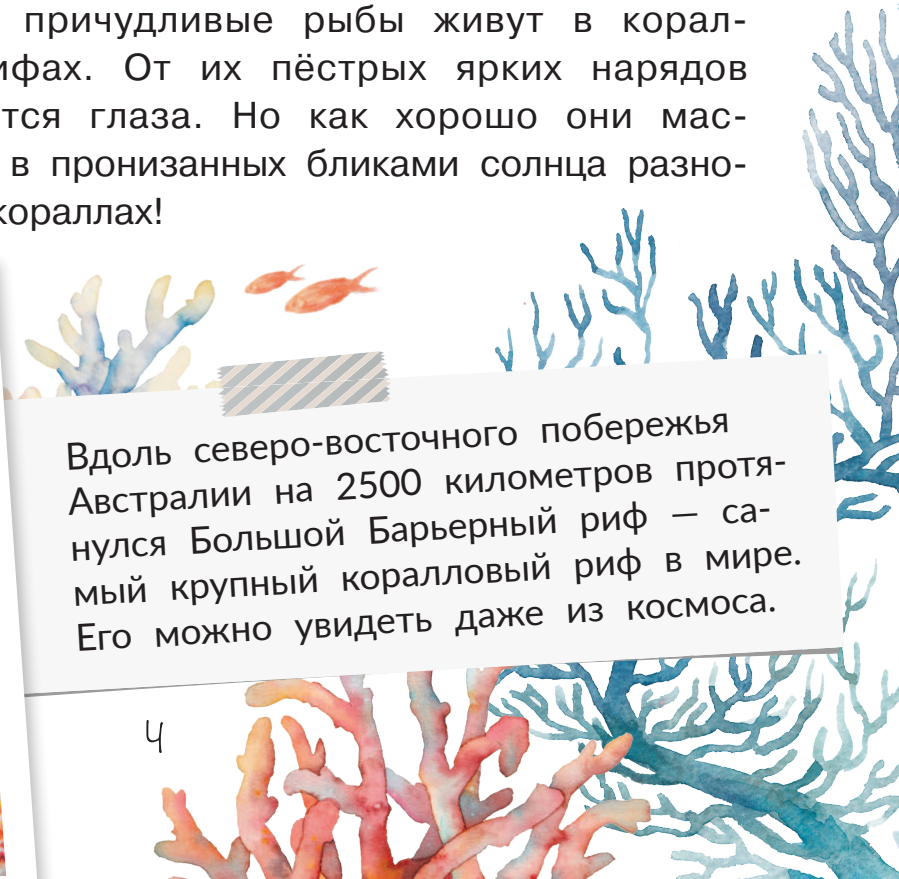 причудливые рыбы живут в корал-
ифах. От их пёстрых ярких нарядов
тся глаза. Но как хорошо они мас-
в пронизанных бликами солнца разно-
кораллах!
Вдоль северо-восточного побережья
Австралии на 2500 километров протя-
нулся Большой Барьерный риф — са-
мый крупный коралловый риф в мире.
Его можно увидеть даже из космоса.
4